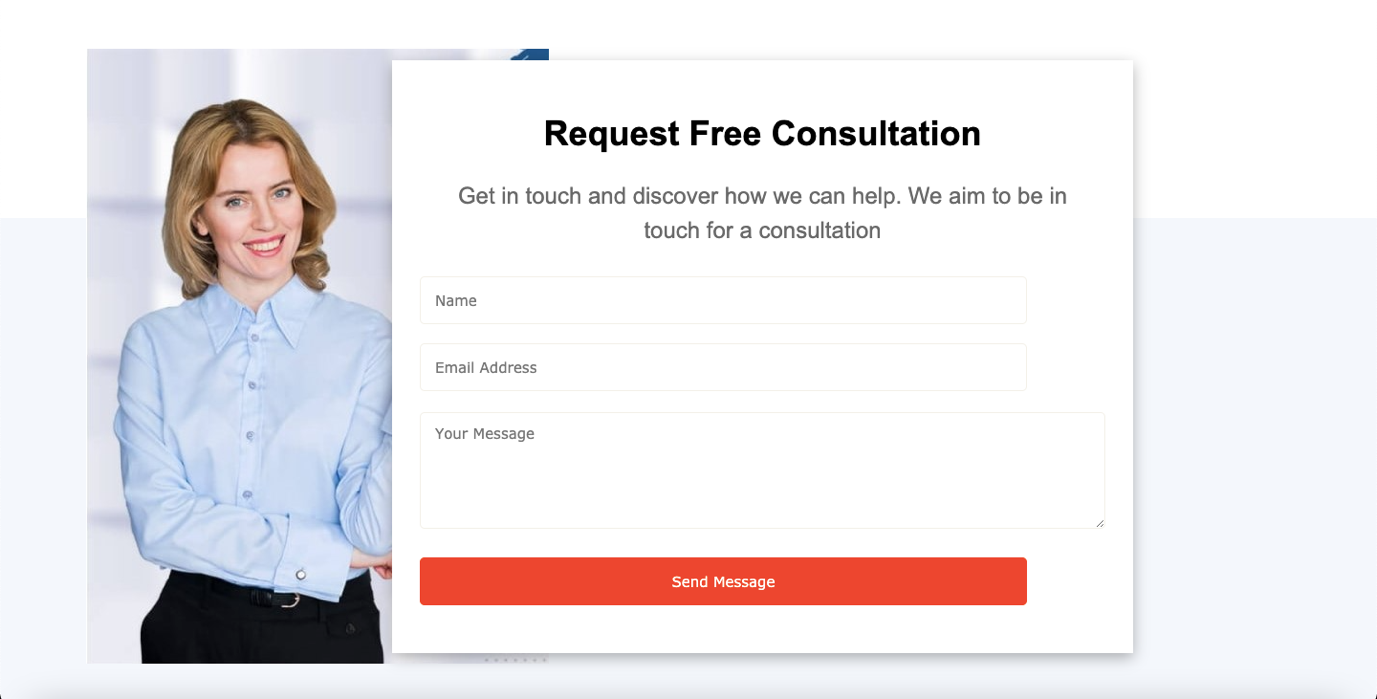 Request Free Consultation
Get in touch and discover how we can help. We aim to be in
touch for a consultation
Name
Email Address
Your Message
Send Message